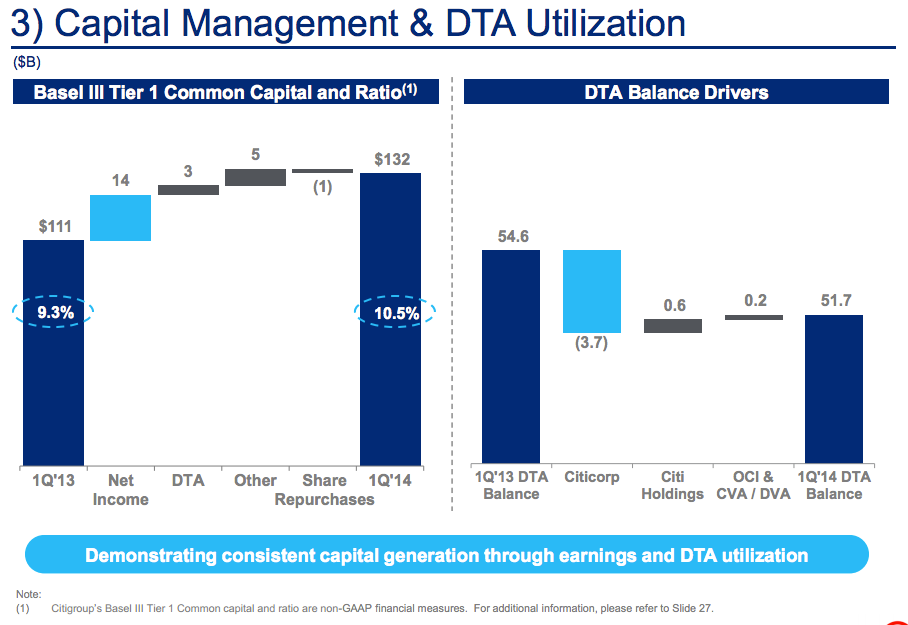 3) Capital Management & DTA Utilization
($B)
Basel III Tier 1 Common Capital and Ratio(1)
$111
14
3
5
(1)
$132
9.3%
10.5%
1Q'13
Net
Income
DTA
Other
Share
Repurchases
1Q'14
DTA Balance Drivers
54.6
(3.7)
0.6
0.2
51.7
1Q'13 DTA
Balance
Citicorp
Citi
Holdings
OCI &
CVA / DVA
1Q'14 DTA
Balance
Demonstrating consistent capital generation through earnings and DTA utilization
Note:
(1) Citigroup's Basel III Tier 1 Common capital and ratio are non-GAAP financial measures. For additional information, please refer to Slide 27.